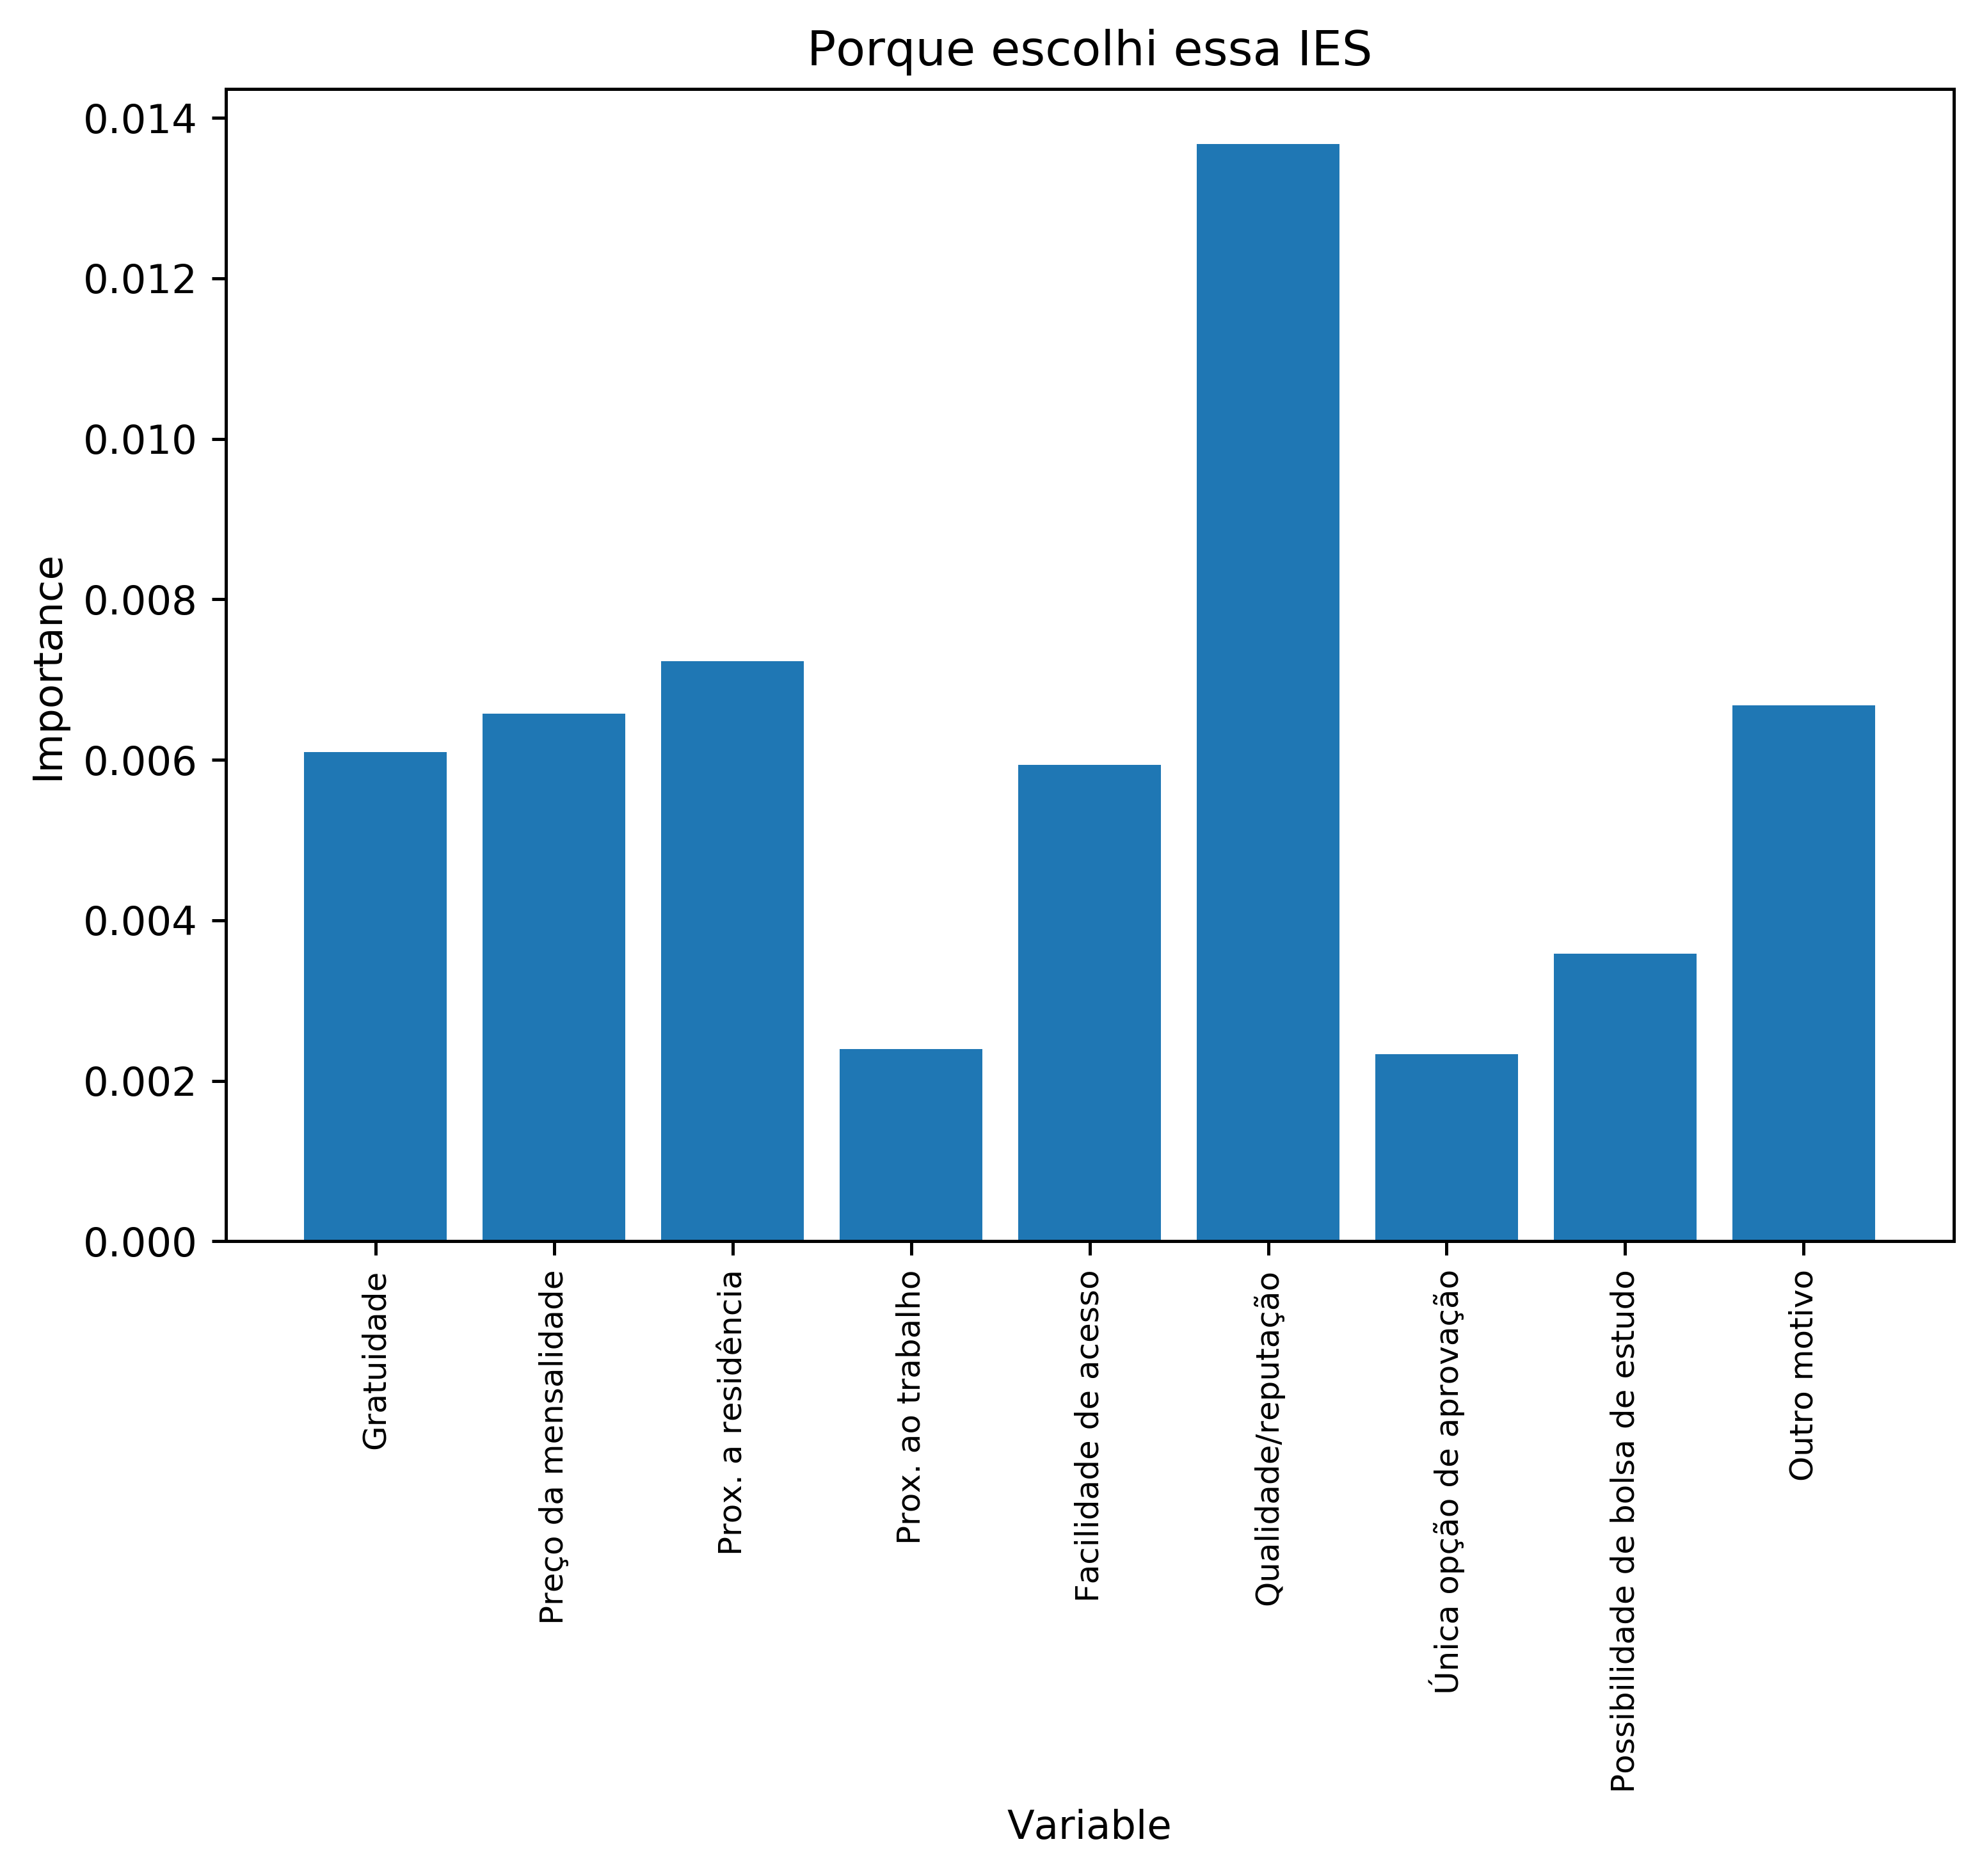 Porque escolhi essa IES
0.014
0.012
0.010
0.008
0.006
0.004
0.002
0.000
Importance
Gratuidade
Preço da mensalidade
Prox. a residência
Prox. ao trabalho
Facilidade de acesso
Qualidade/reputação
Única opção de aprovação
Possibilidade de bolsa de estudo
Outro motivo
Variable